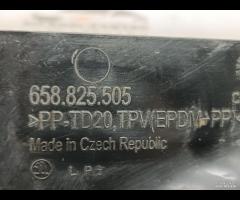 658.825.505
>PP-TD20,TPV(EPDM+PP)
Made in Czech Republic